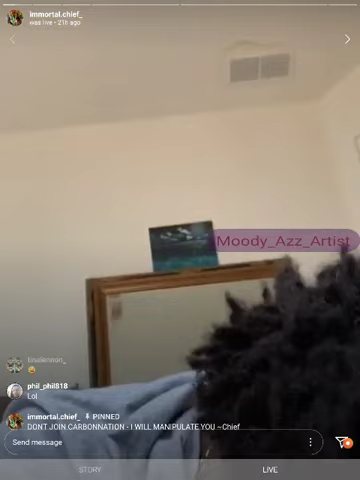 immortal.chief_
was live • 21h ago
Moody_Azz_Artist
phil_phil818
Lol
immortal.chief_ PINNED
DONT JOIN CARBONNATION - I WILL MANIPULATE YOU ~Chief
Send message
STORY LIVE